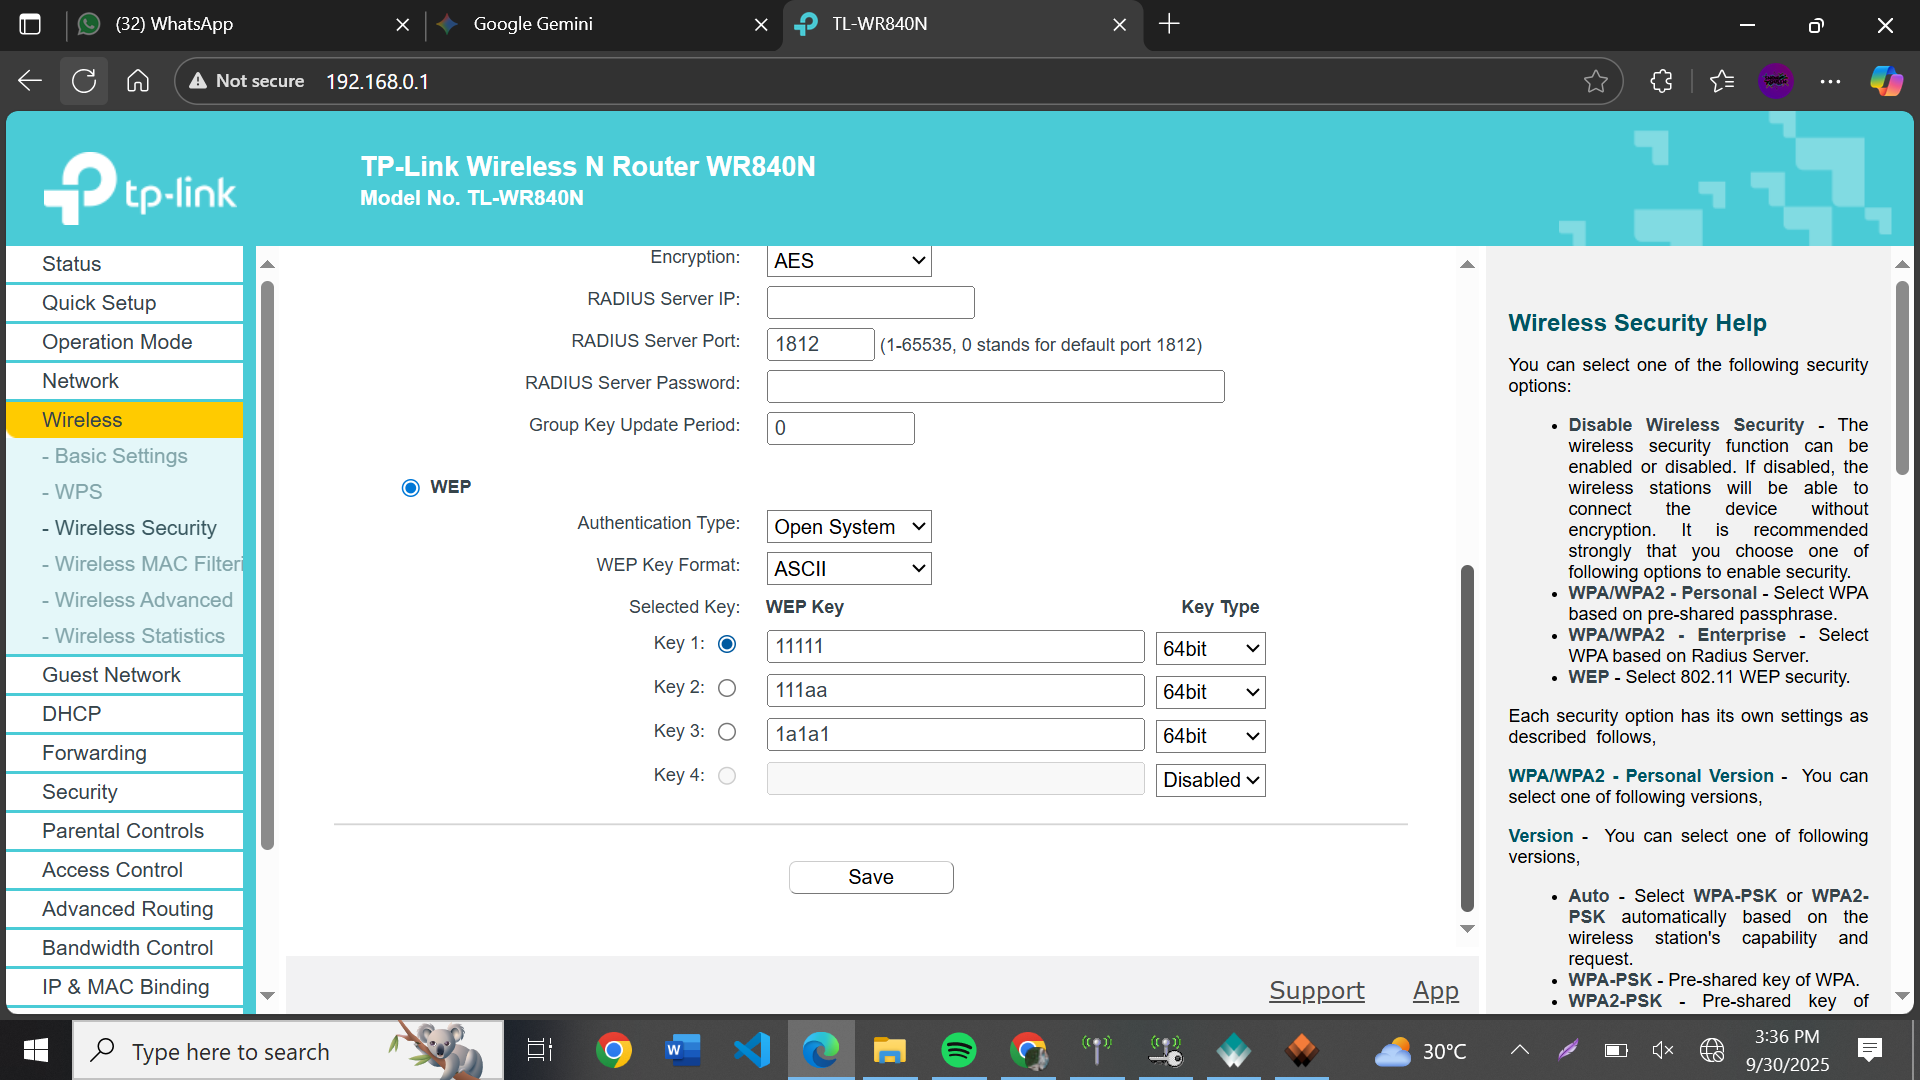 (32) WhatsApp
Google Gemini
TL-WR840N
Not secure 192.168.0.1
tp-link
TP-Link Wireless N Router WR840N
Model No. TL-WR840N
Status
Quick Setup
Operation Mode
Network
Wireless
- Basic Settings
- WPS
- Wireless Security
- Wireless MAC Filteri
- Wireless Advanced
- Wireless Statistics
Guest Network
DHCP
Forwarding
Security
Parental Controls
Access Control
Advanced Routing
Bandwidth Control
IP & MAC Binding
Encryption: AES
RADIUS Server IP:
RADIUS Server Port: 1812 (1-65535, 0 stands for default port 1812)
RADIUS Server Password:
Group Key Update Period: 0
WEP
Authentication Type: Open System
WEP Key Format: ASCII
Selected Key: WEP Key Key Type
Key 1: 11111 64bit
Key 2: 111aa 64bit
Key 3: 1a1a1 64bit
Key 4: Disabled
Save
Support App
Wireless Security Help
You can select one of the following security
options:
• Disable Wireless Security - The
wireless security function can be
enabled or disabled. If disabled, the
wireless stations will be able to
connect the device without
encryption. It is recommended
strongly that you choose one of
following options to enable security.
• WPA/WPA2 - Personal - Select WPA
based on pre-shared passphrase.
• WPA/WPA2 - Enterprise - Select
WPA based on Radius Server.
• WEP - Select 802.11 WEP security.
Each security option has its own settings as
described follows,
WPA/WPA2 - Personal Version - You can
select one of following versions,
Version - You can select one of following
versions,
• Auto - Select WPA-PSK or WPA2-
PSK automatically based on the
wireless station's capability and
request.
• WPA-PSK - Pre-shared key of WPA.
• WPA2-PSK - Pre-shared key of
Type here to search
30°C
3:36 PM
9/30/2025